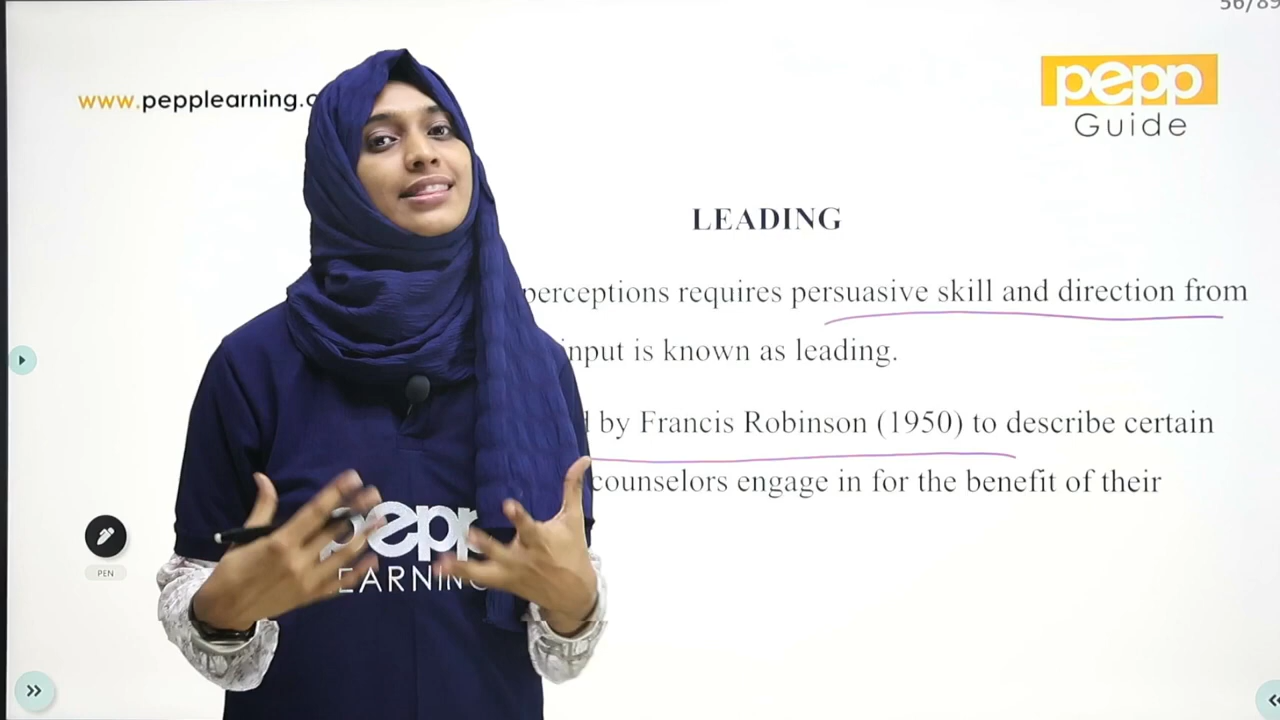 56/89
www.pepplearning.
pepp
Guide
LEADING
perceptions requires persuasive skill and direction from
input is known as leading.
by Francis Robinson (1950) to describe certain
counselors engage in for the benefit of their
PEN
pepp
LEARNING